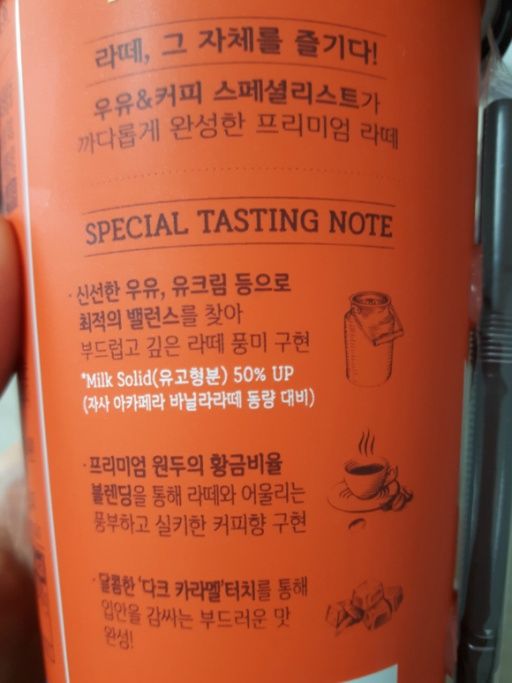 라떼, 그 자체를 즐기다!
우유&커피 스페셜리스트가
까다롭게 완성한 프리미엄 라떼
SPECIAL TASTING NOTE
· 신선한 우유, 유크림 등으로
최적의 밸런스를 찾아
부드럽고 깊은 라떼 풍미 구현
*Milk Solid(유고형분) 50% UP
(자사 아카페라 바닐라라떼 동량 대비)
· 프리미엄 원두의 황금비율
블렌딩을 통해 라떼와 어울리는
풍부하고 실키한 커피향 구현
· 달콤한 '다크 카라멜'터치를 통해
입안을 감싸는 부드러운 맛
완성!